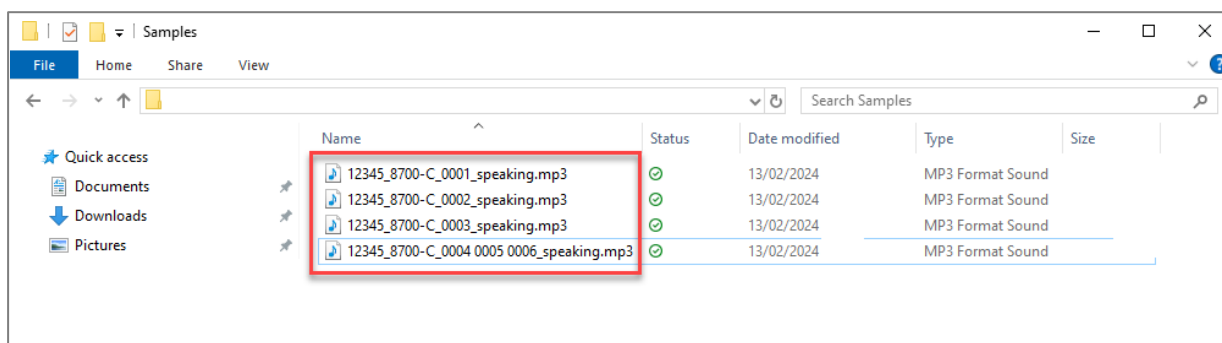 Samples
File Home Share View
Search Samples
Name Status Date modified Type Size
Quick access
Documents
Downloads
Pictures
12345_8700-C_0001_speaking.mp3 13/02/2024 MP3 Format Sound
12345_8700-C_0002_speaking.mp3 13/02/2024 MP3 Format Sound
12345_8700-C_0003_speaking.mp3 13/02/2024 MP3 Format Sound
12345_8700-C_0004 0005 0006_speaking.mp3 13/02/2024 MP3 Format Sound